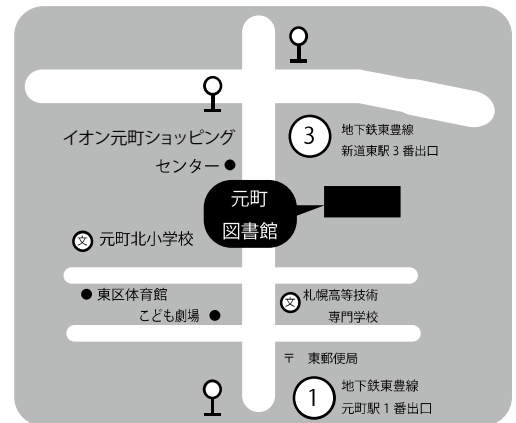 イオン元町ショッピング
センター
3
地下鉄東豊線
新道東駅3番出口
元町
図書館
文
元町北小学校
東区体育館
こども劇場
文
札幌高等技術
専門学校
〒 東郵便局
1
地下鉄東豊線
元町駅1番出口